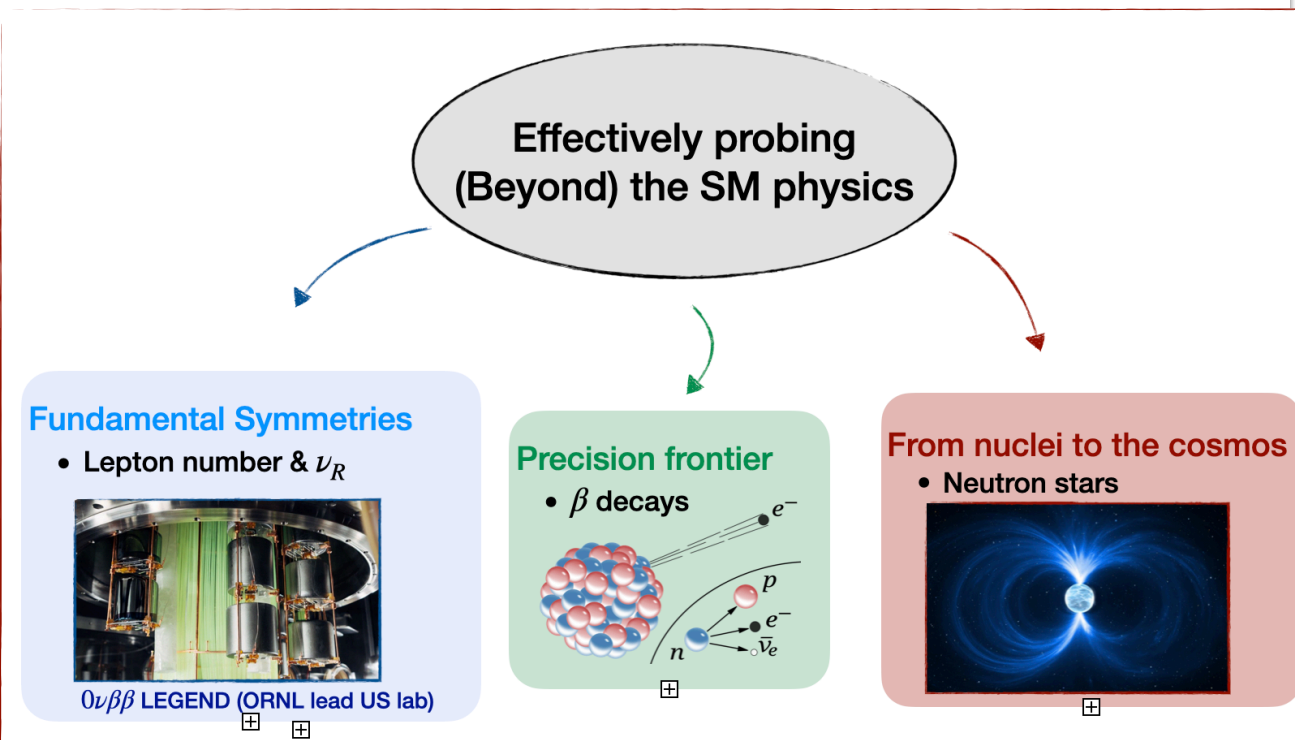 Effectively probing
(Beyond) the SM physics
Fundamental Symmetries
• Lepton number & ν_R
0νββ LEGEND (ORNL lead US lab)
Precision frontier
• β decays
e⁻
p
e⁻
n
ν̄ₑ
From nuclei to the cosmos
• Neutron stars